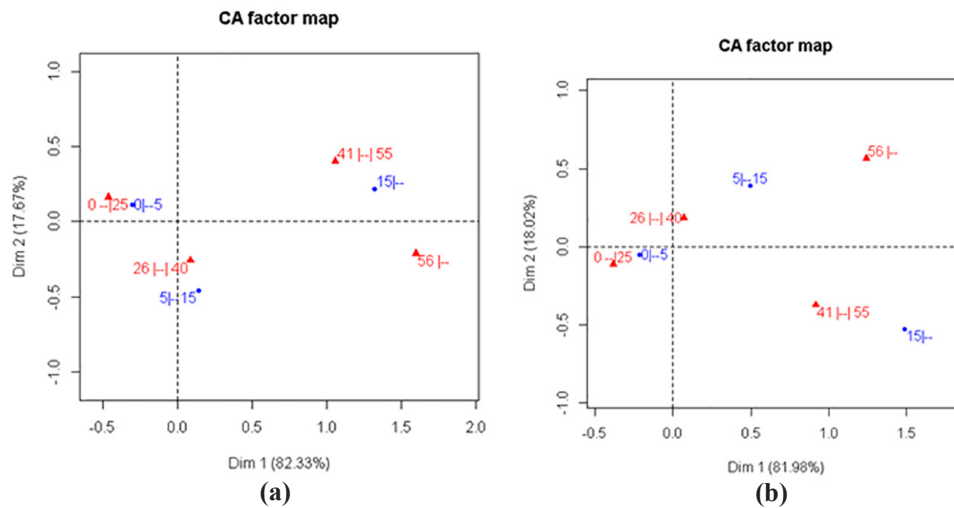 CA factor map
Dim 2 (17.67%)
1.0
0.5
0.0
-0.5
-1.0
41 |--| 55
15|--
0 --|25
0|--5
56 |--
26 |--| 40
5|--15
-0.5 0.0 0.5 1.0 1.5 2.0
Dim 1 (82.33%)
(a)
CA factor map
Dim 2 (18.02%)
1.0
0.5
0.0
-0.5
-1.0
56 |--
5|--15
26 |--| 40
0 --|25
0|--5
41 |--| 55
15|--
-0.5 0.0 0.5 1.0 1.5
Dim 1 (81.98%)
(b)